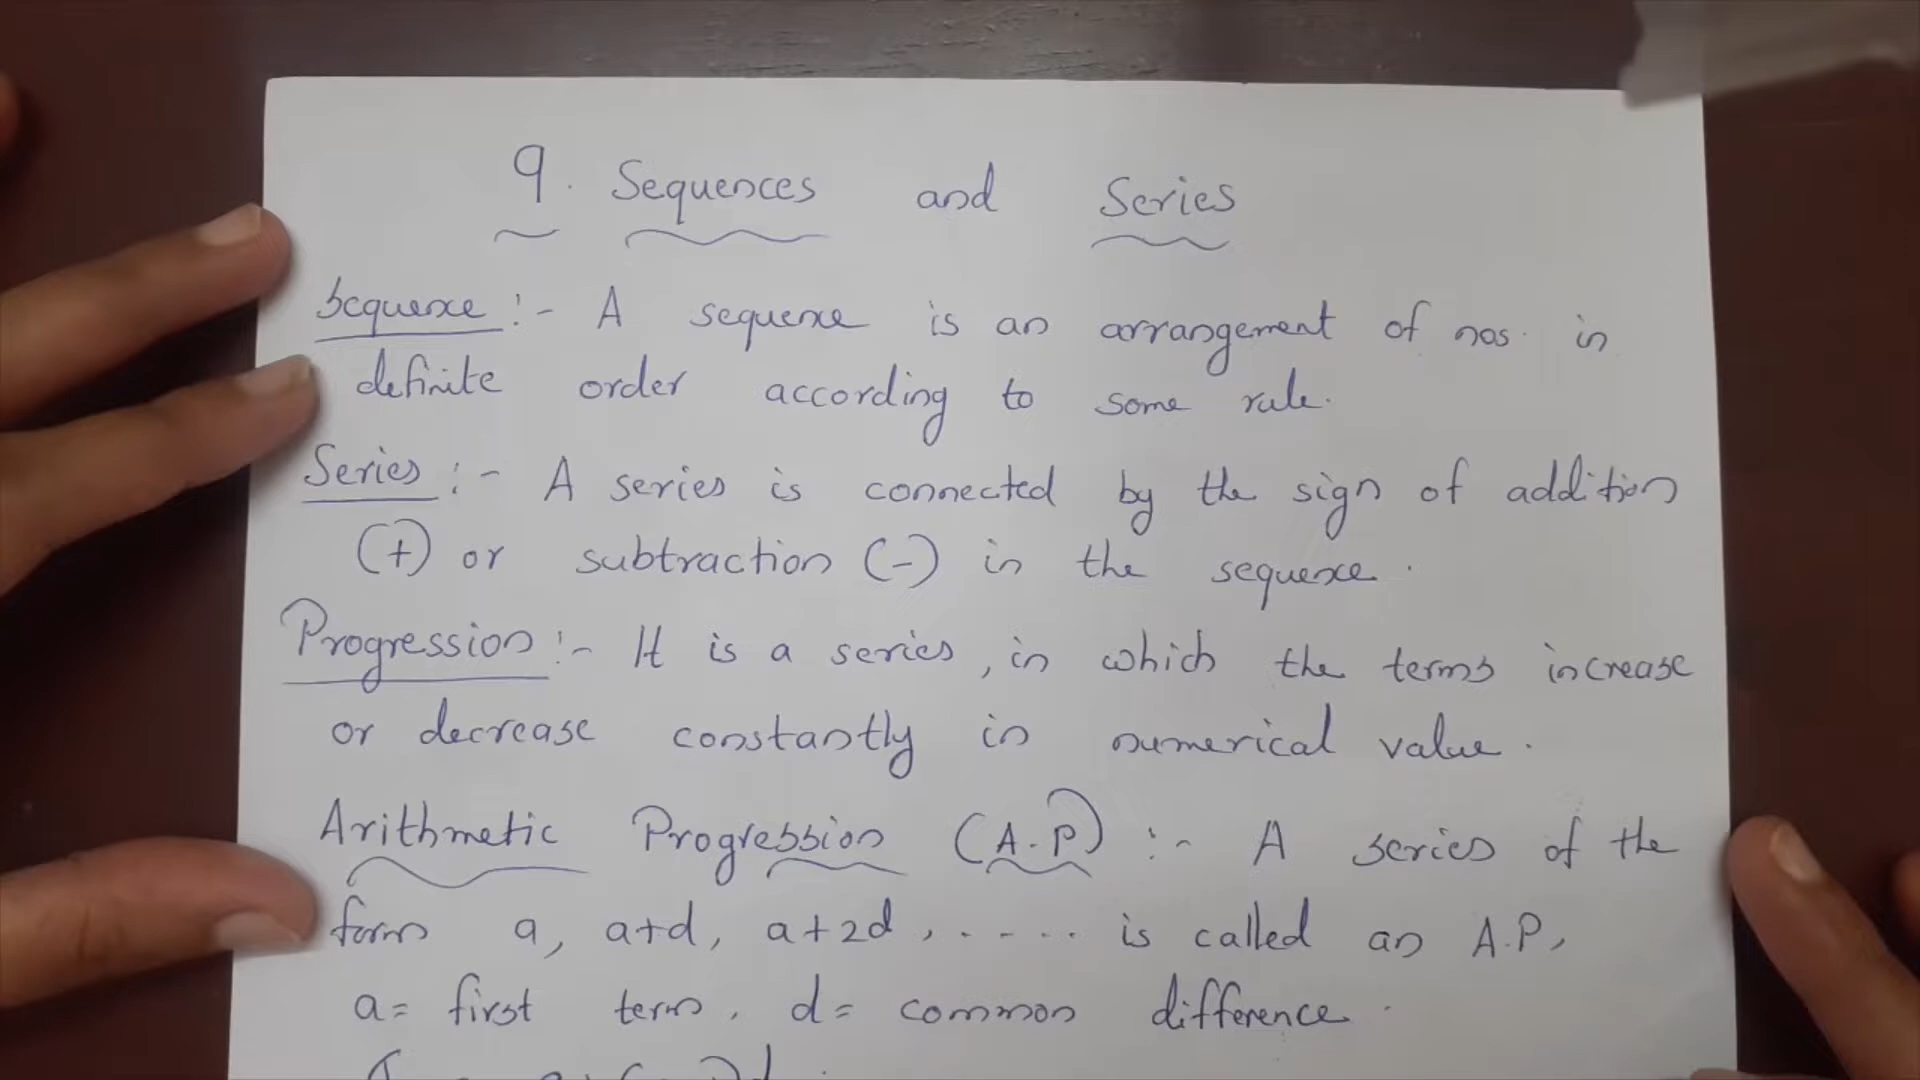 9. Sequences and Series
Sequence :- A sequence is an arrangement of nos. in
definite order according to some rule.
Series :- A series is connected by the sign of addition
(+) or subtraction (-) in the sequence.
Progression :- It is a series, in which the terms increase
or decrease constantly in numerical value.
Arithmetic Progression (A.P) :- A series of the
form a, a+d, a+2d, ..... is called an A.P,
a= first term, d= common difference.